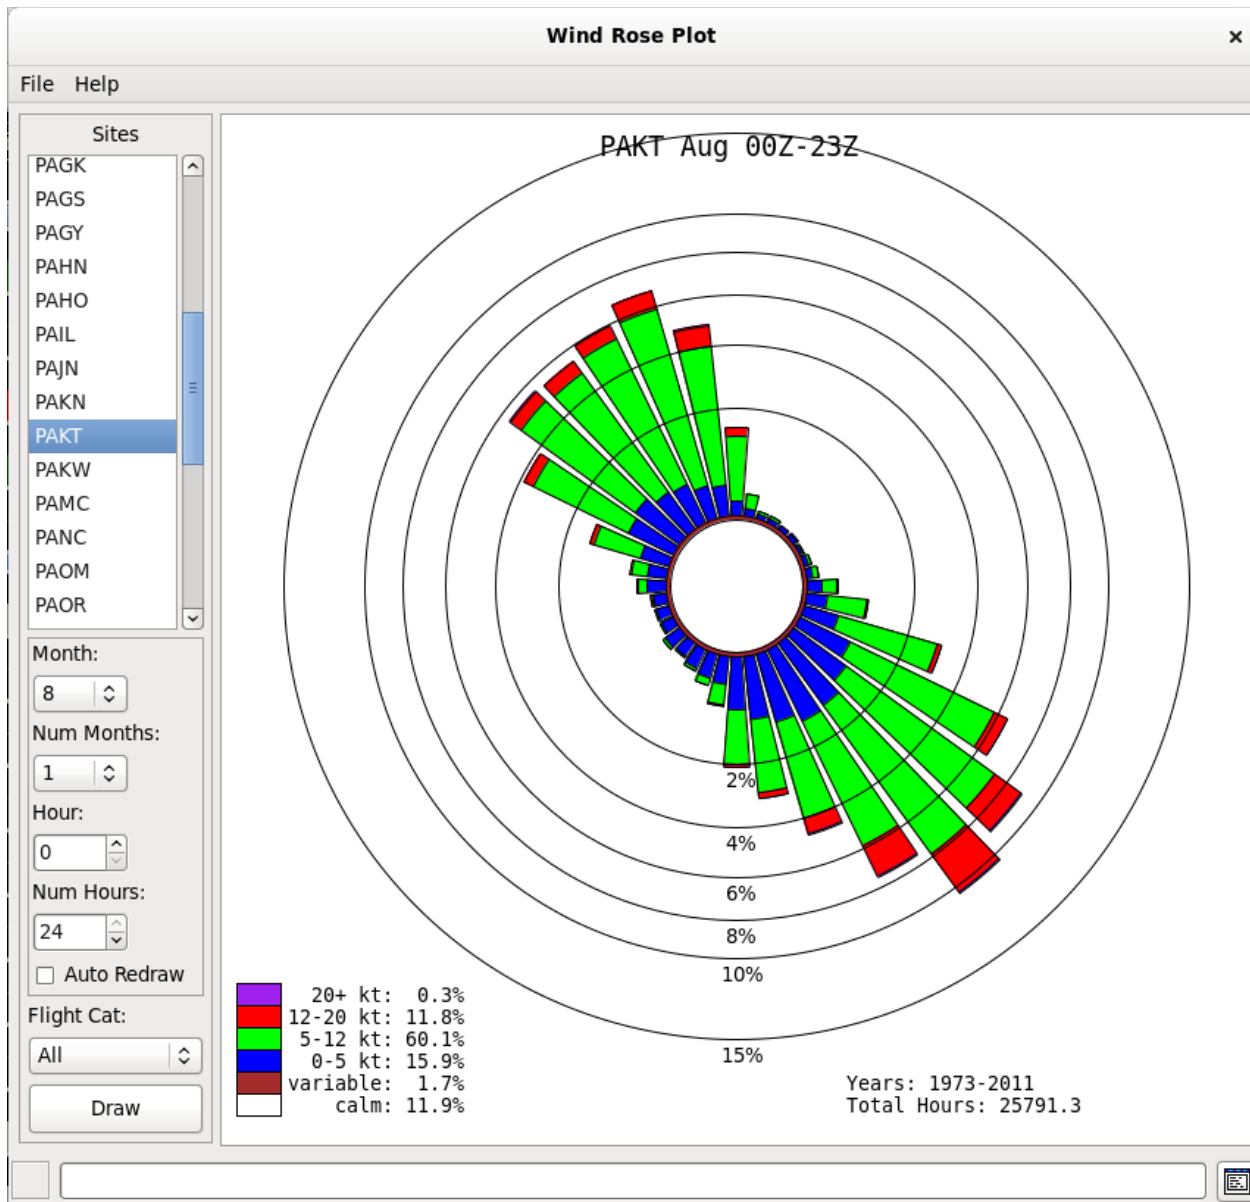 Wind Rose Plot
File Help
Sites
PAGK
PAGS
PAGY
PAHN
PAHO
PAIL
PAJN
PAKN
PAKT
PAKW
PAMC
PANC
PAOM
PAOR
Month:
8
Num Months:
1
Hour:
0
Num Hours:
24
Auto Redraw
Flight Cat:
All
Draw
PAKT Aug 00Z-23Z
2%
4%
6%
8%
10%
15%
20+ kt: 0.3%
12-20 kt: 11.8%
5-12 kt: 60.1%
0-5 kt: 15.9%
variable: 1.7%
calm: 11.9%
Years: 1973-2011
Total Hours: 25791.3